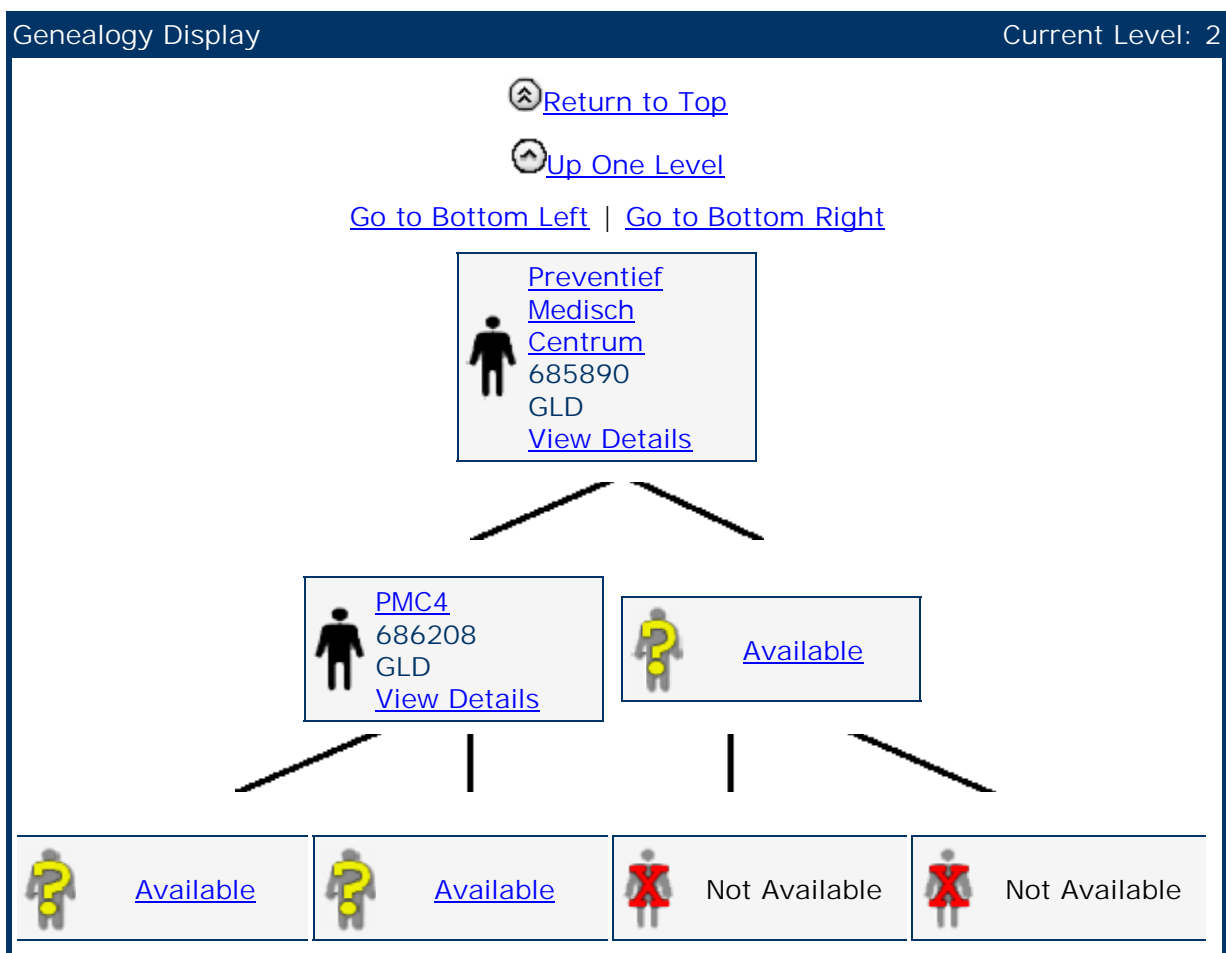 Genealogy Display Current Level: 2
Return to Top
Up One Level
Go to Bottom Left | Go to Bottom Right
Preventief
Medisch
Centrum
685890
GLD
View Details
PMC4
686208
GLD
View Details
Available
Available
Available
Not Available
Not Available